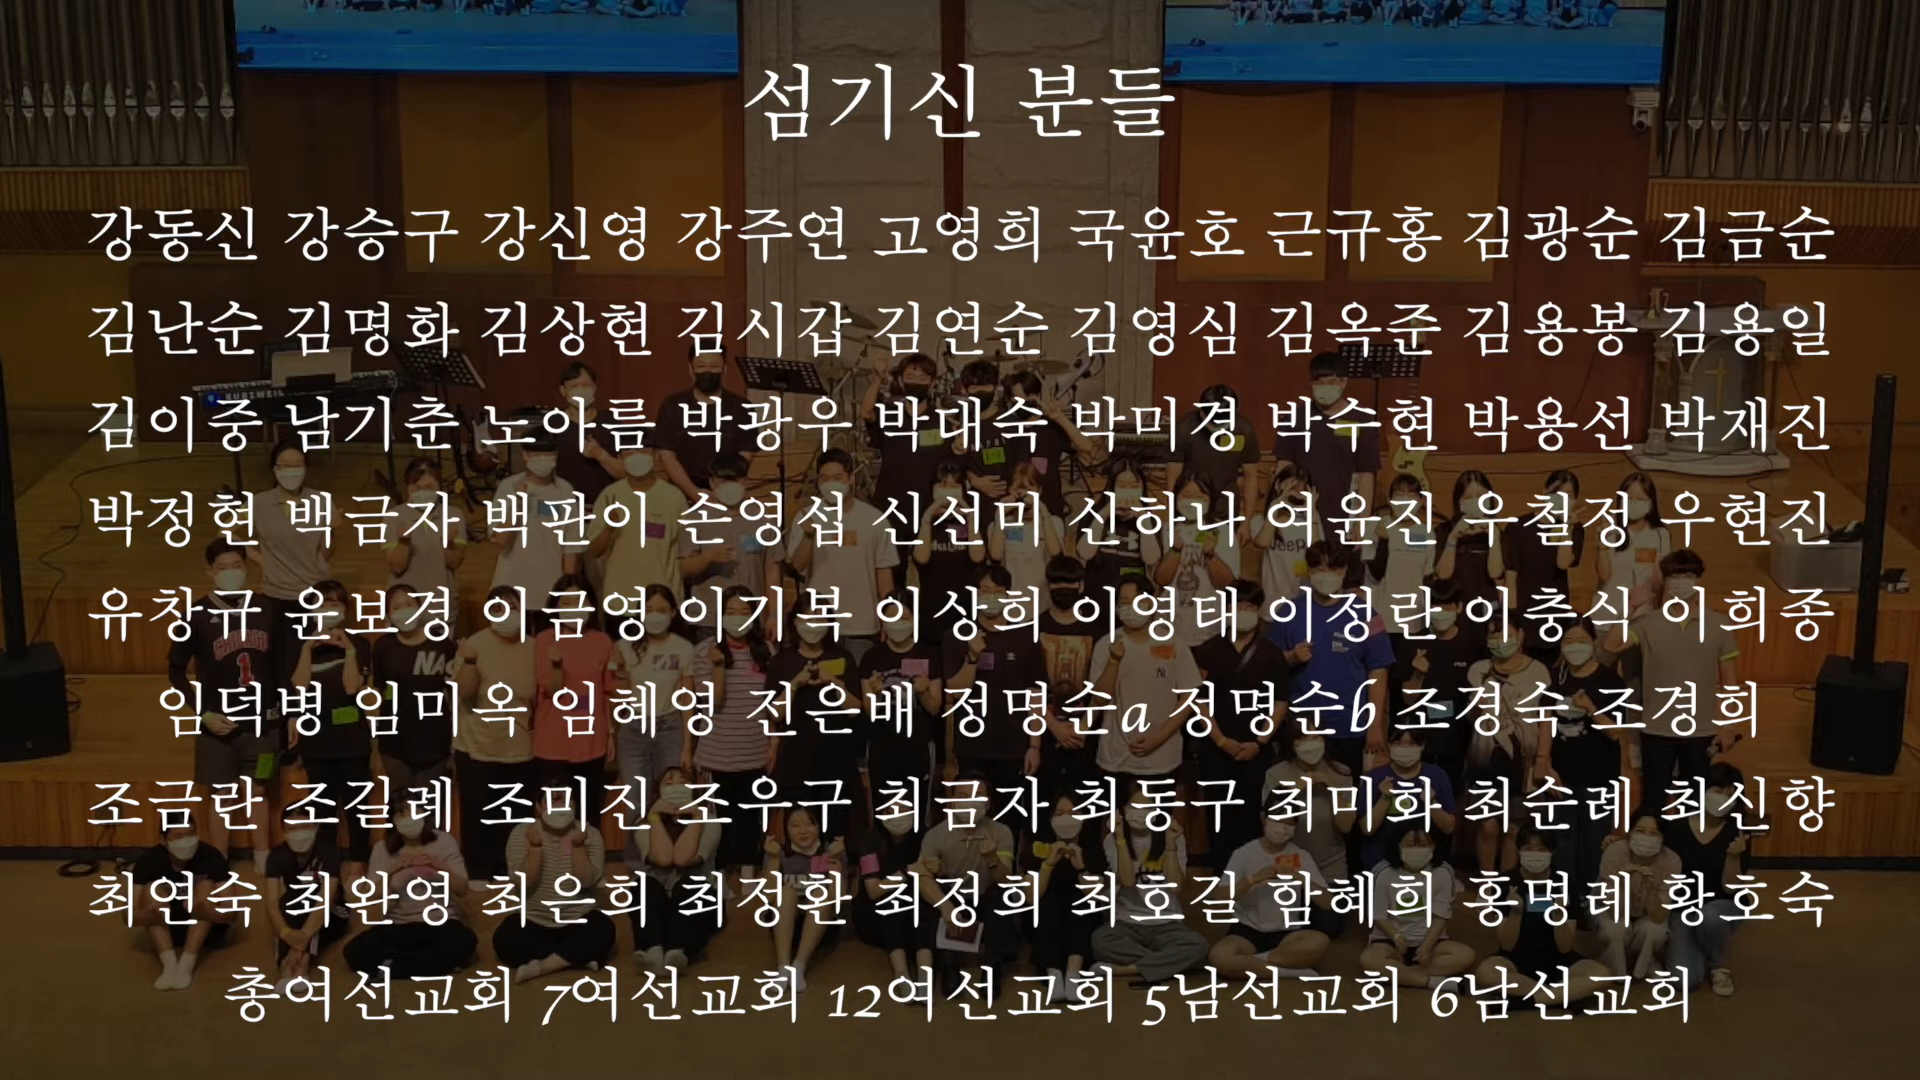 섬기신 분들
강동신 강승구 강신영 강주연 고영희 국윤호 근규홍 김광순 김금순
김난순 김명화 김상현 김시갑 김연순 김영심 김옥준 김용봉 김용일
김이중 남기춘 노아름 박광우 박대숙 박미경 박수현 박용선 박재진
박정현 백금자 백판이 손영섭 신선미 신하나 여윤진 우철정 우현진
유창규 윤보경 이금영 이기복 이상희 이영태 이정란 이충식 이희종
임덕병 임미옥 임혜영 전은배 정명순a 정명순b 조경숙 조경희
조금란 조길례 조미진 조우구 최금자 최동구 최미화 최순례 최신향
최연숙 최완영 최은희 최정환 최정희 최호길 함혜희 홍명례 황호숙
총여선교회 7여선교회 12여선교회 5남선교회 6남선교회